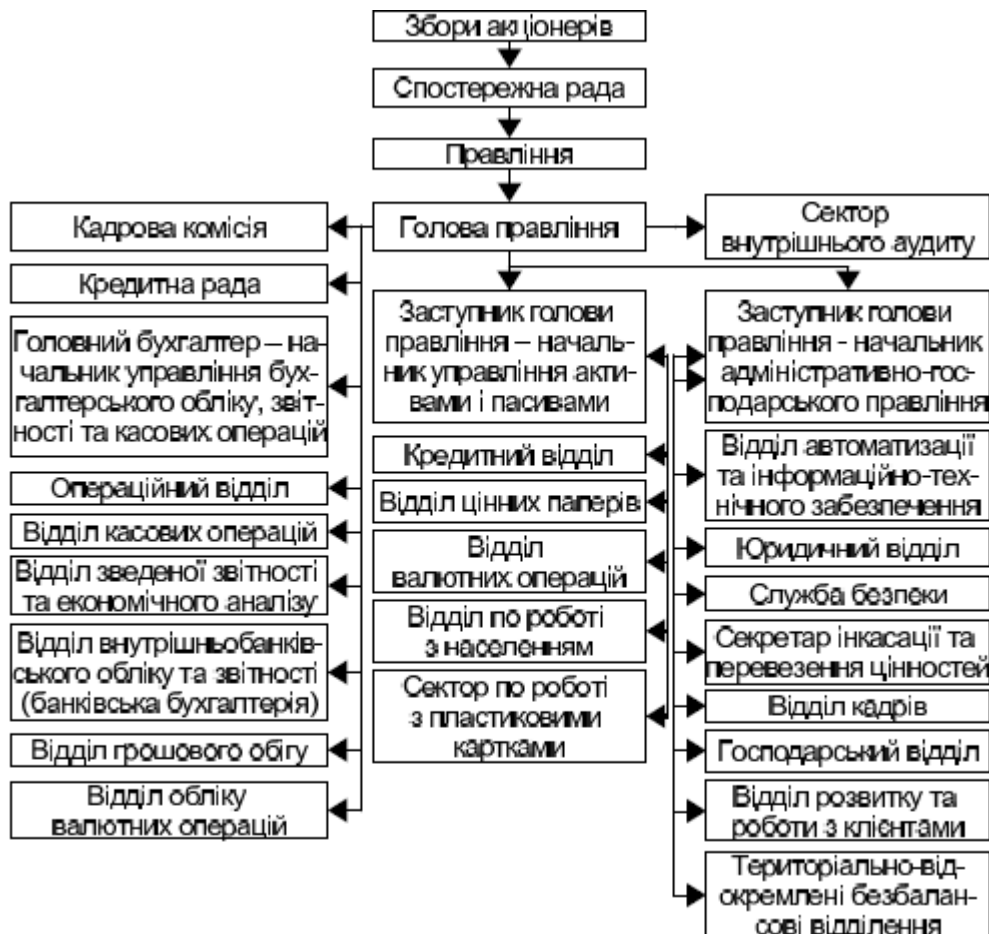 Збори акціонерів
Спостережна рада
Правління
Голова правління
Кадрова комісія
Кредитна рада
Головний бухгалтер – на-
чальник управління бух-
галтерського обліку, звіт-
ності та касових операцій
Операційний відділ
Відділ касових операцій
Відділ зведеної звітності
та економічного аналізу
Відділ внутрішньобанків-
ського обліку та звітності
(банківська бухгалтерія)
Відділ грошового обігу
Відділ обліку
валютних операцій
Заступник голови
правління – началь-
ник управління акти-
вами і пасивами
Кредитний відділ
Відділ цінних паперів
Відділ
валютних операцій
Відділ по роботі
з населенням
Сектор по роботі
з пластиковими
картками
Сектор
внутрішнього аудиту
Заступник голови
правління - начальник
адміністративно-гос-
подарського правління
Відділ автоматизації
та інформаційно-тех-
нічного забезпечення
Юридичний відділ
Служба безпеки
Секретар інкасації та
перевезення цінностей
Відділ кадрів
Господарський відділ
Відділ розвитку та
роботи з клієнтами
Територіально-від-
окремлені безбалан-
сові відділення